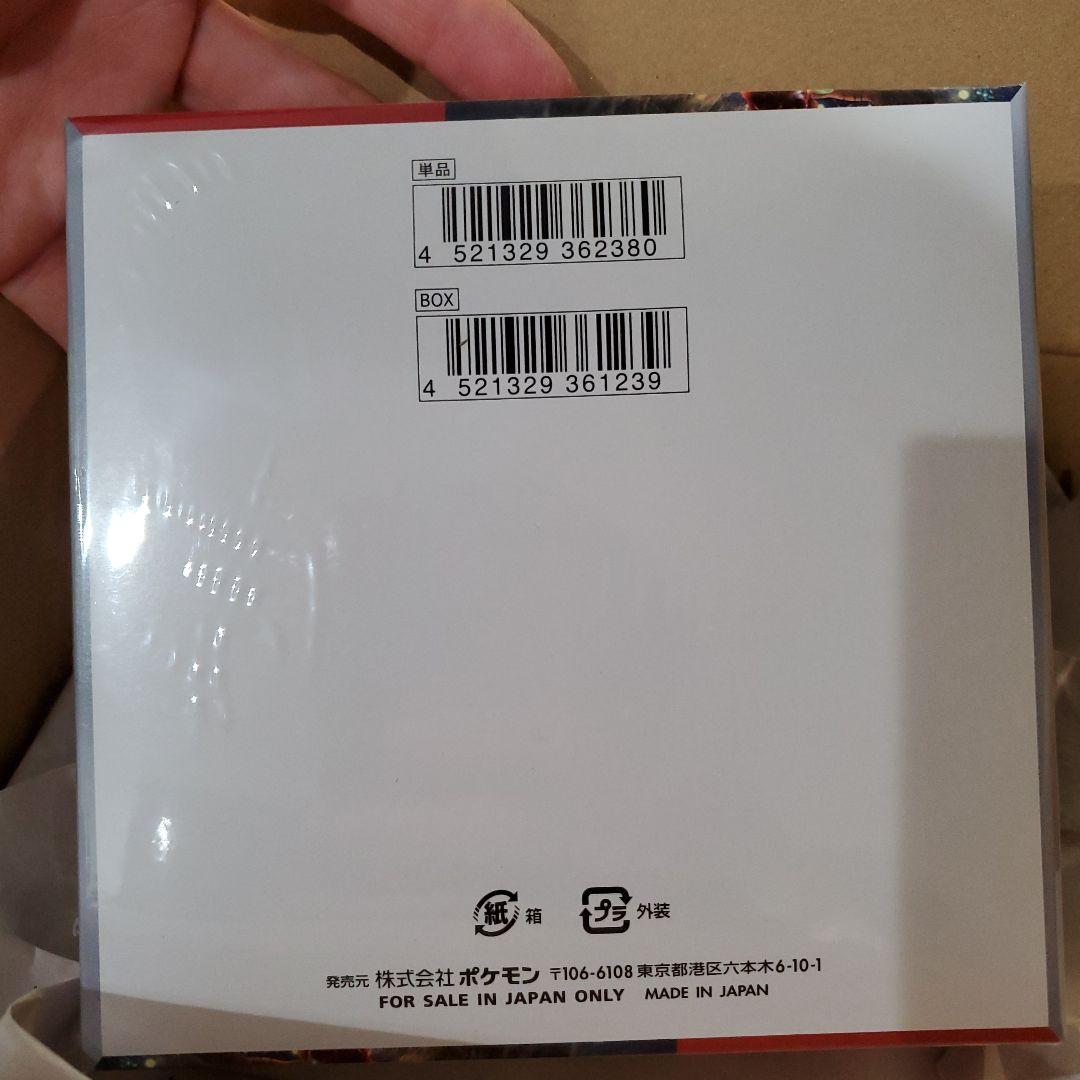 単品
4 521329 362380
BOX
4 521329 361239
紙 箱 プラ 外装
発売元 株式会社 ポケモン 〒106-6108 東京都港区六本木6-10-1
FOR SALE IN JAPAN ONLY MADE IN JAPAN